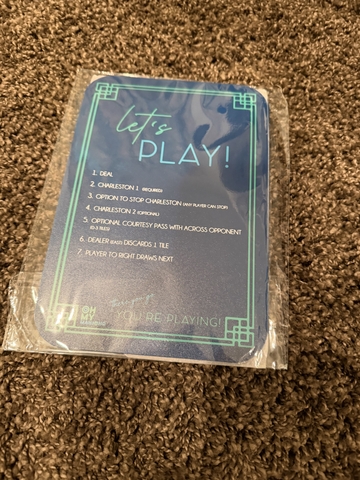 let's
PLAY!
1. DEAL
2. CHARLESTON 1 (REQUIRED)
3. OPTION TO STOP CHARLESTON (ANY PLAYER CAN STOP)
4. CHARLESTON 2 (OPTIONAL)
5. OPTIONAL COURTESY PASS WITH ACROSS OPPONENT
(0-3 TILES)
6. DEALER (EAST) DISCARDS 1 TILE
7. PLAYER TO RIGHT DRAWS NEXT
OH
MY
YOU'RE PLAYING!